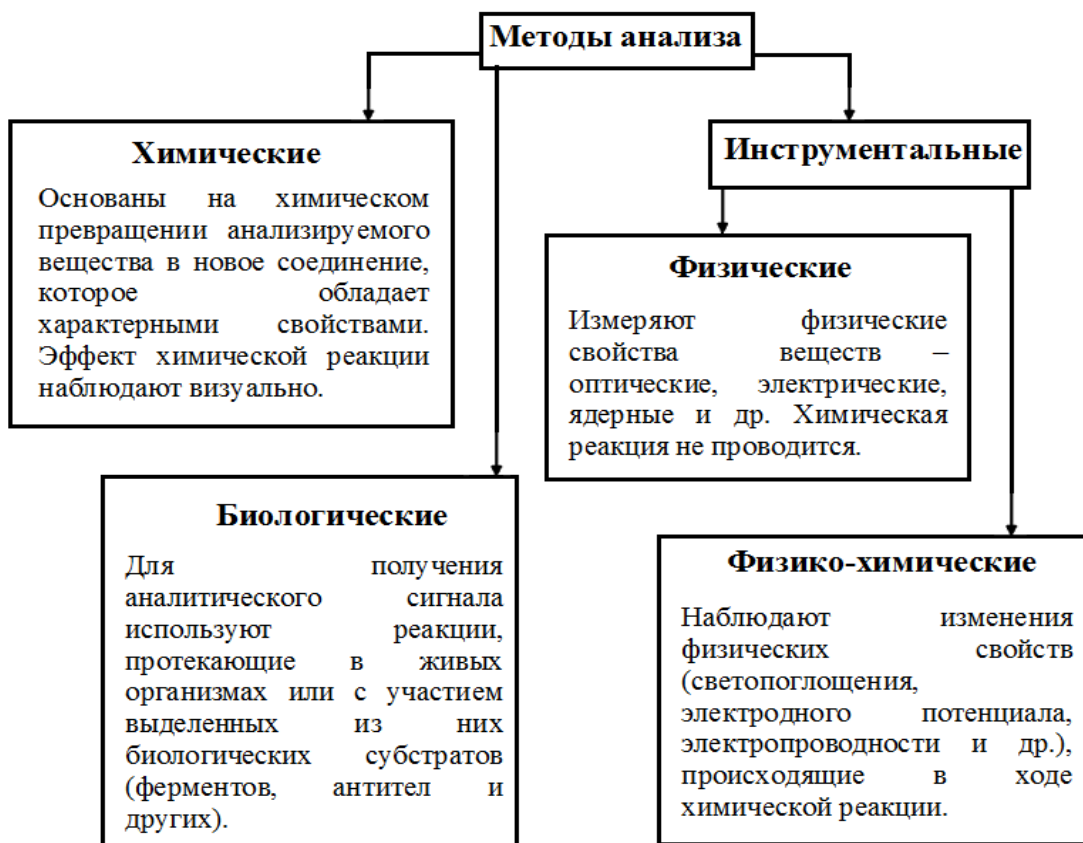 Методы анализа
Химические
Основаны на химическом
превращении анализируемого
вещества в новое соединение,
которое обладает
характерными свойствами.
Эффект химической реакции
наблюдают визуально.
Инструментальные
Физические
Измеряют физические
свойства веществ –
оптические, электрические,
ядерные и др. Химическая
реакция не проводится.
Биологические
Для получения
аналитического сигнала
используют реакции,
протекающие в живых
организмах или с участием
выделенных из них
биологических субстратов
(ферментов, антител и
других).
Физико-химические
Наблюдают изменения
физических свойств
(светопоглощения,
электродного потенциала,
электропроводности и др.),
происходящие в ходе
химической реакции.